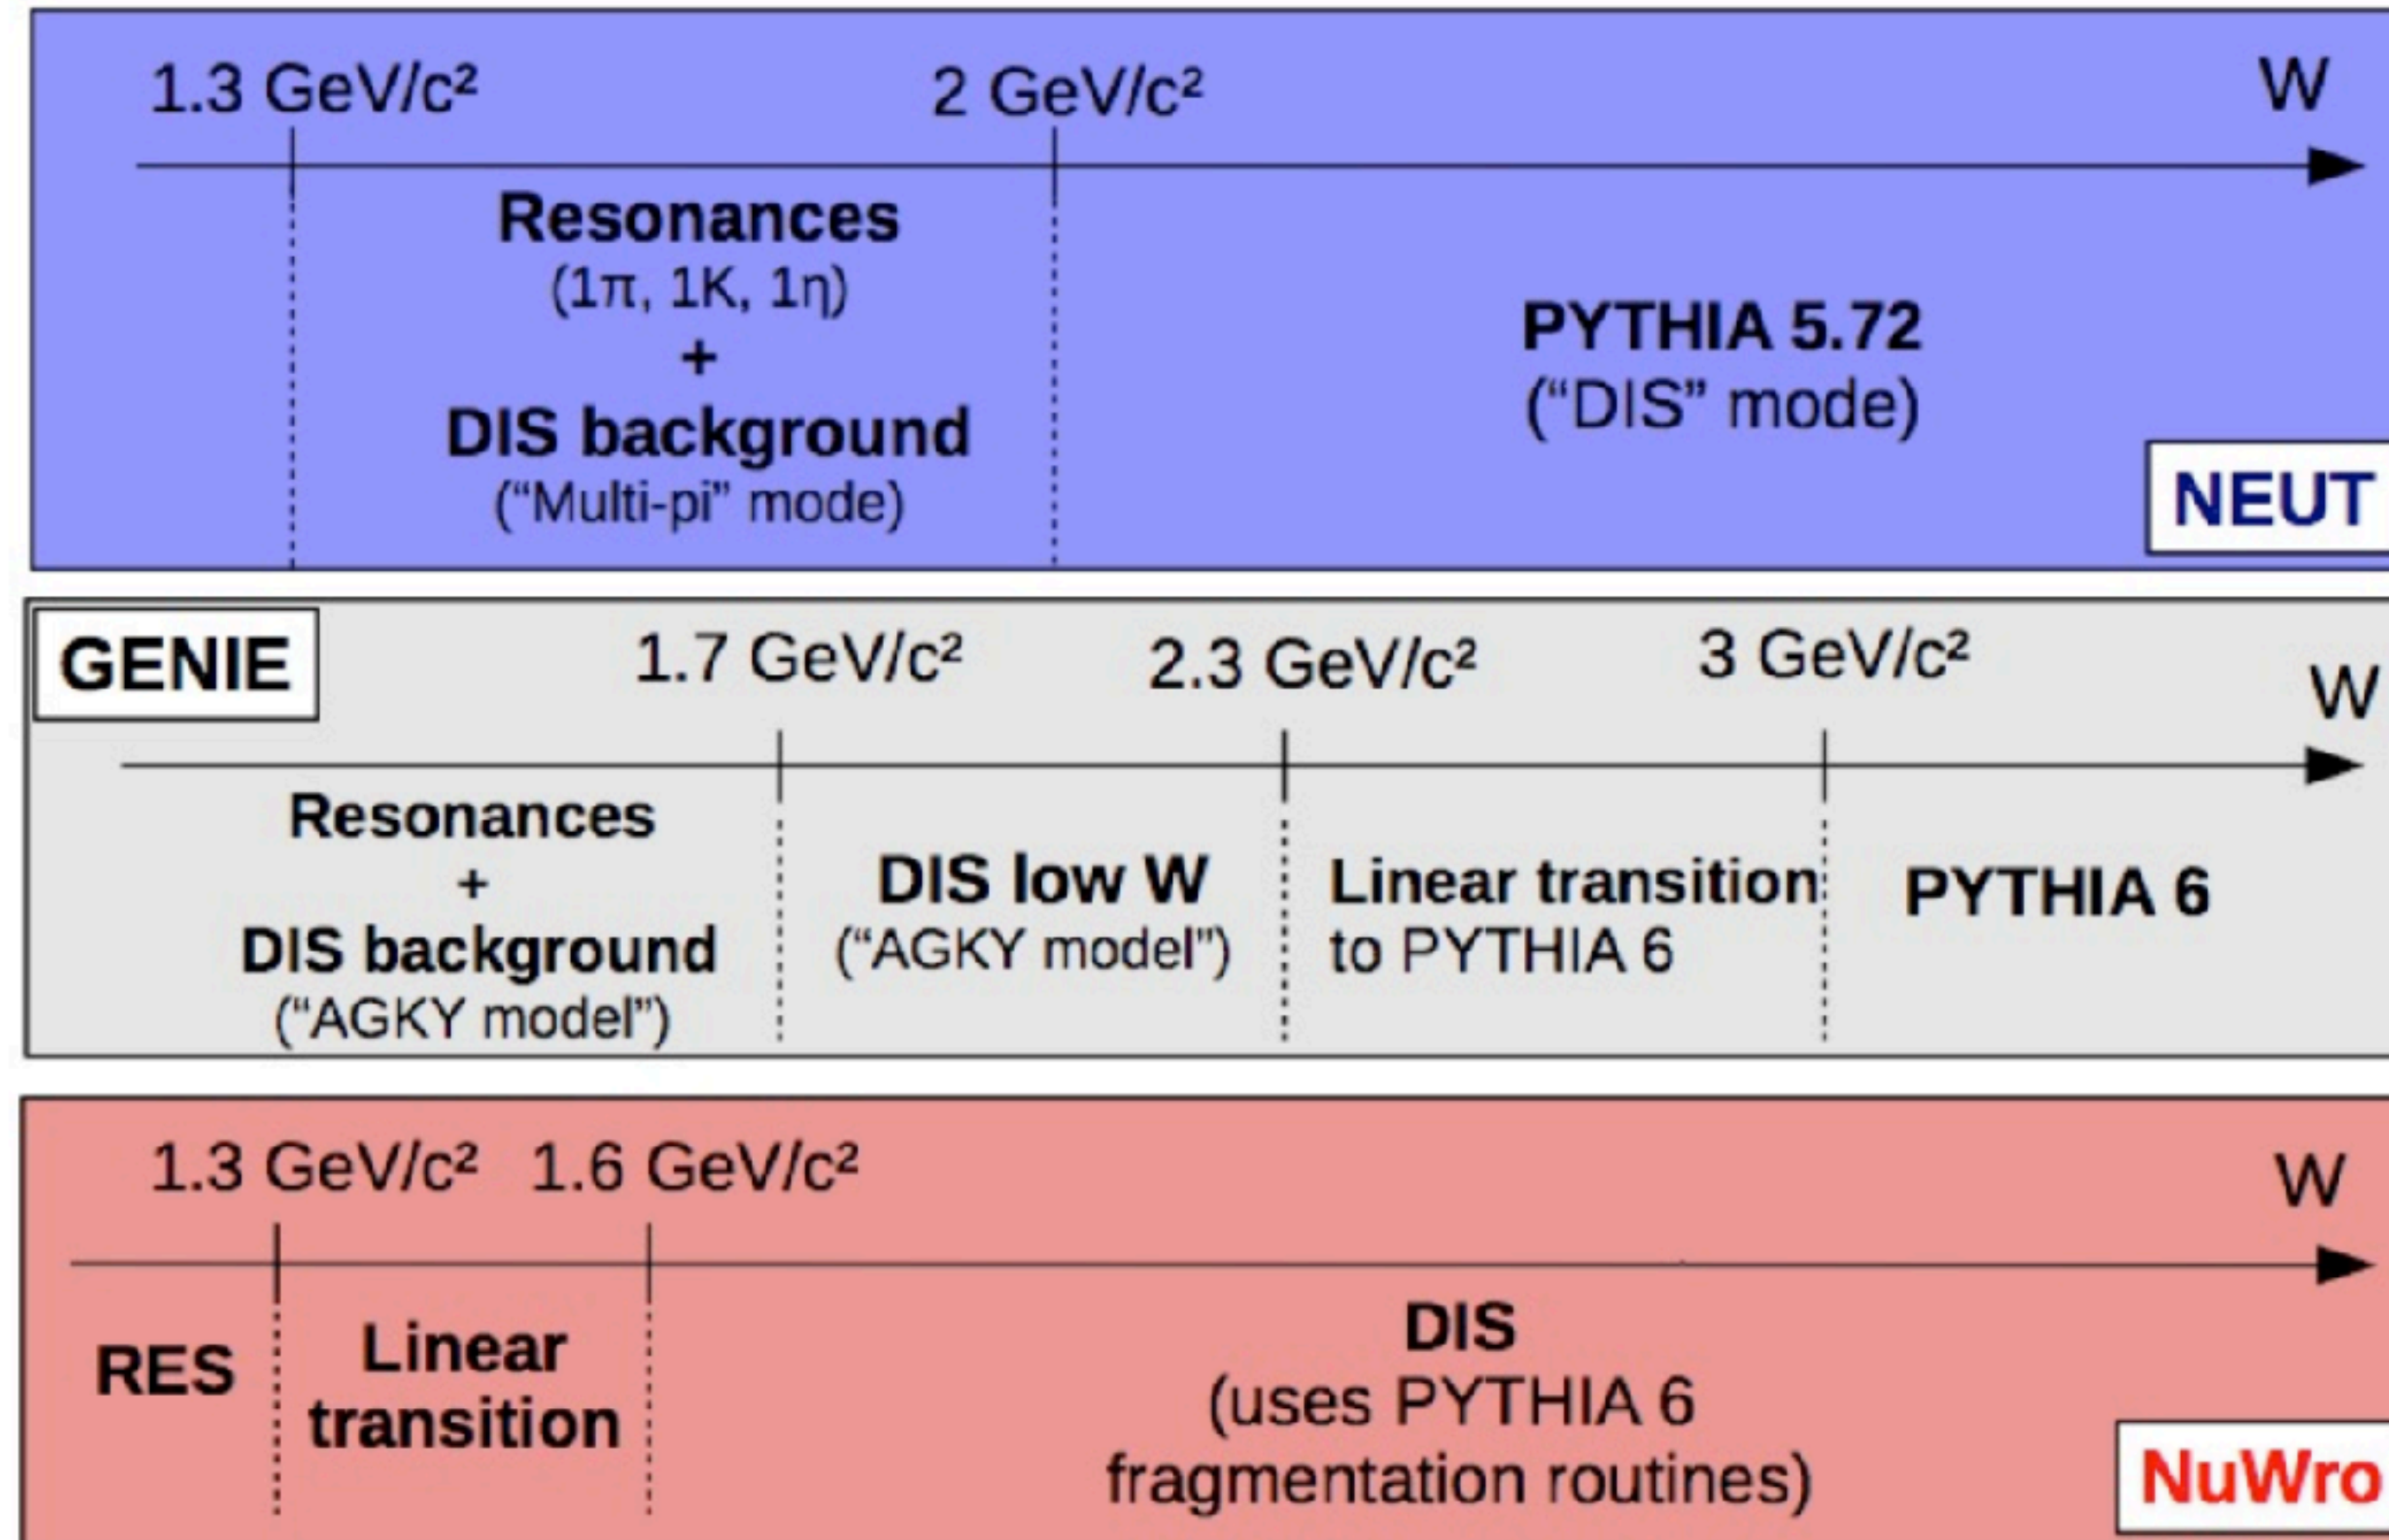 1.3 GeV/c² 2 GeV/c² W
Resonances
(1π, 1K, 1η)
+
DIS background
("Multi-pi" mode)
PYTHIA 5.72
("DIS" mode)
NEUT
GENIE
1.7 GeV/c² 2.3 GeV/c² 3 GeV/c² W
Resonances
+
DIS background
("AGKY model")
DIS low W
("AGKY model")
Linear transition
to PYTHIA 6
PYTHIA 6
1.3 GeV/c² 1.6 GeV/c² W
RES
Linear
transition
DIS
(uses PYTHIA 6
fragmentation routines)
NuWro